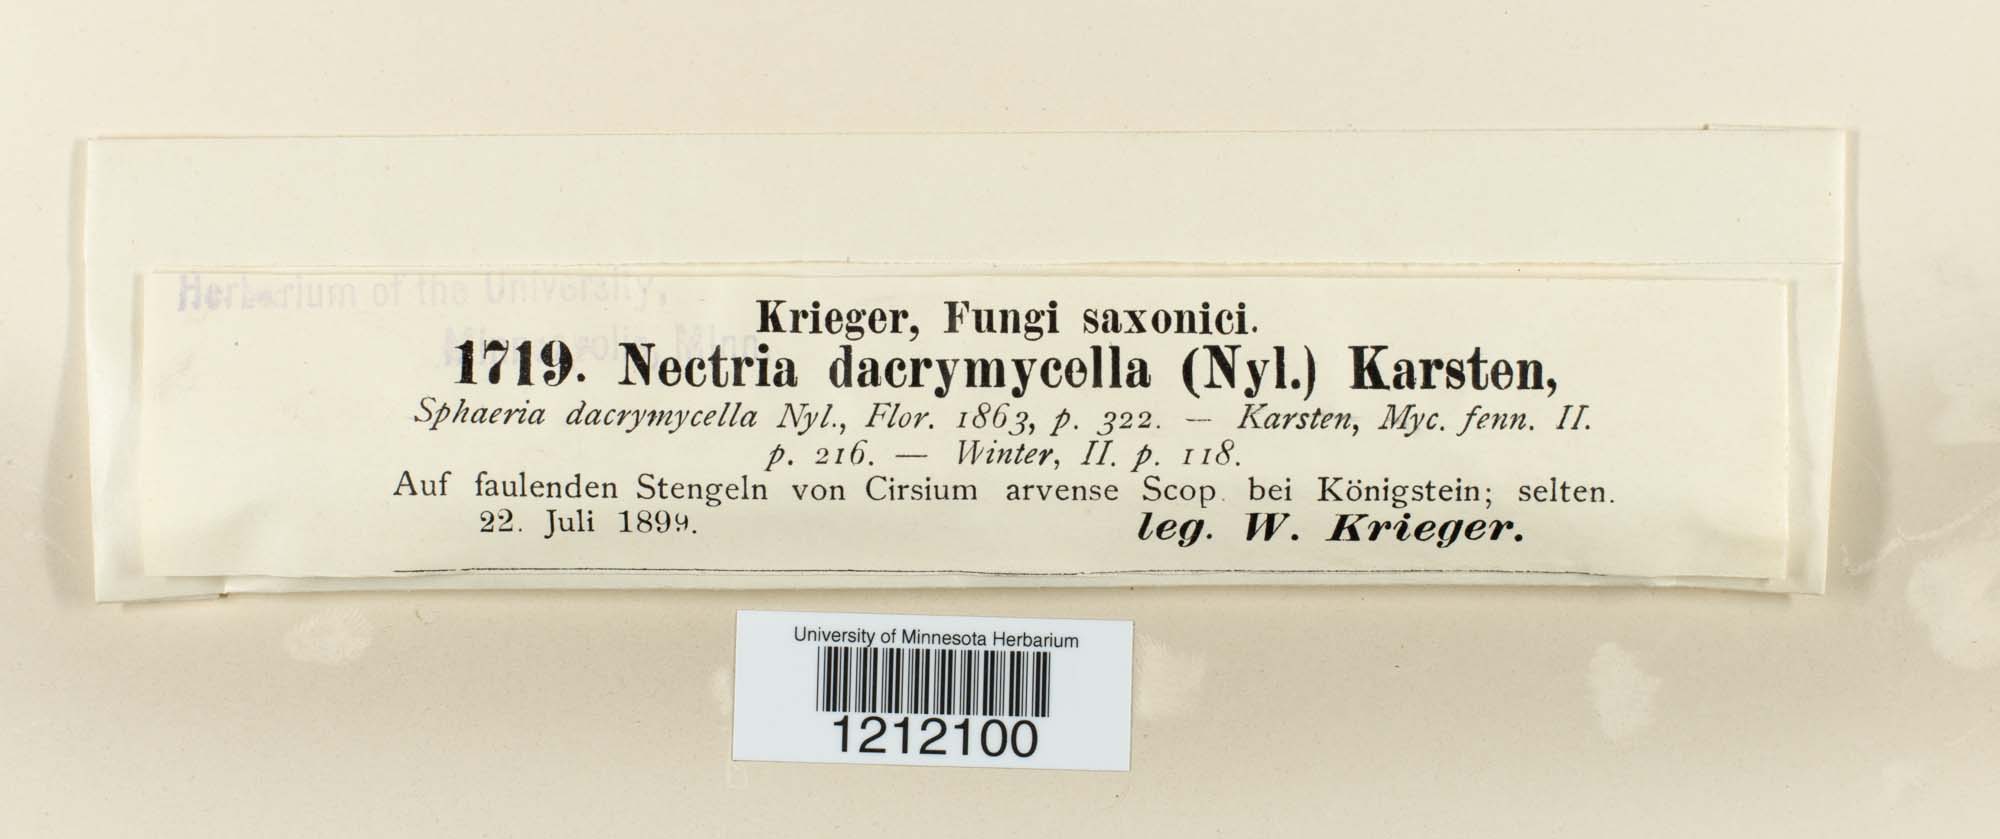 Herbarium of the University,
Minneapolis, Minn.
Krieger, Fungi saxonici.
1719. Nectria dacrymycella (Nyl.) Karsten,
Sphaeria dacrymycella Nyl., Flor. 1863, p. 322. — Karsten, Myc. fenn. II.
p. 216. — Winter, II. p. 118.
Auf faulenden Stengeln von Cirsium arvense Scop. bei Königstein; selten.
22. Juli 1899.
leg. W. Krieger.
University of Minnesota Herbarium
1212100